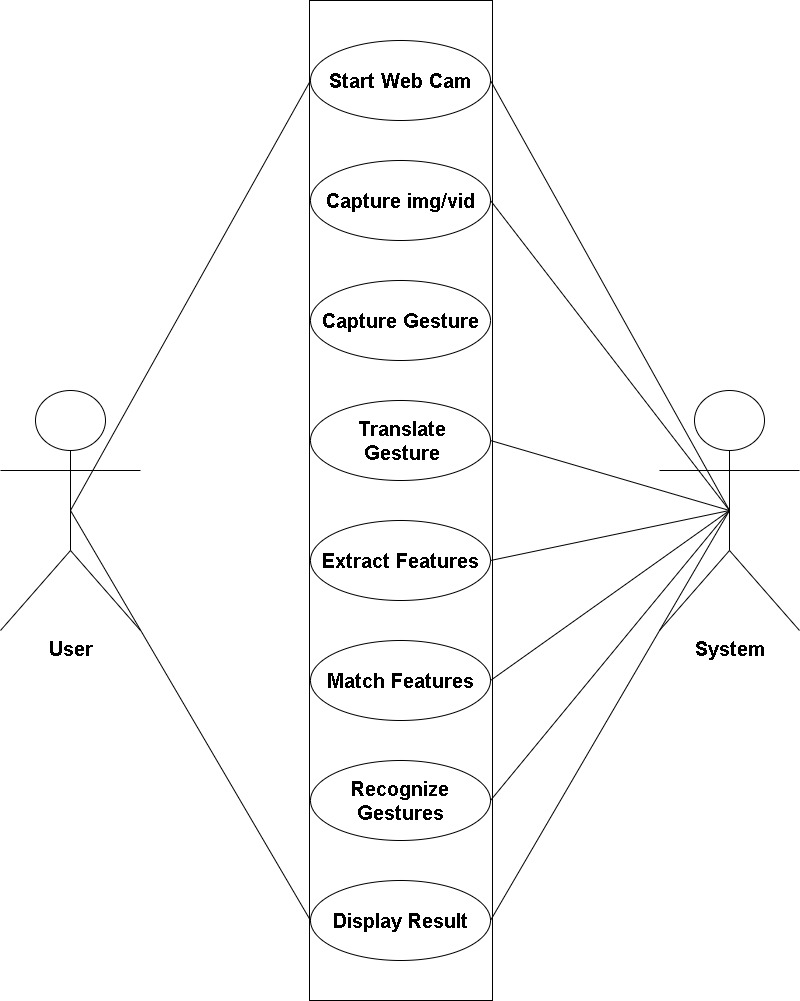 Start Web Cam
Capture img/vid
Capture Gesture
Translate
Gesture
Extract Features
User
System
Match Features
Recognize
Gestures
Display Result